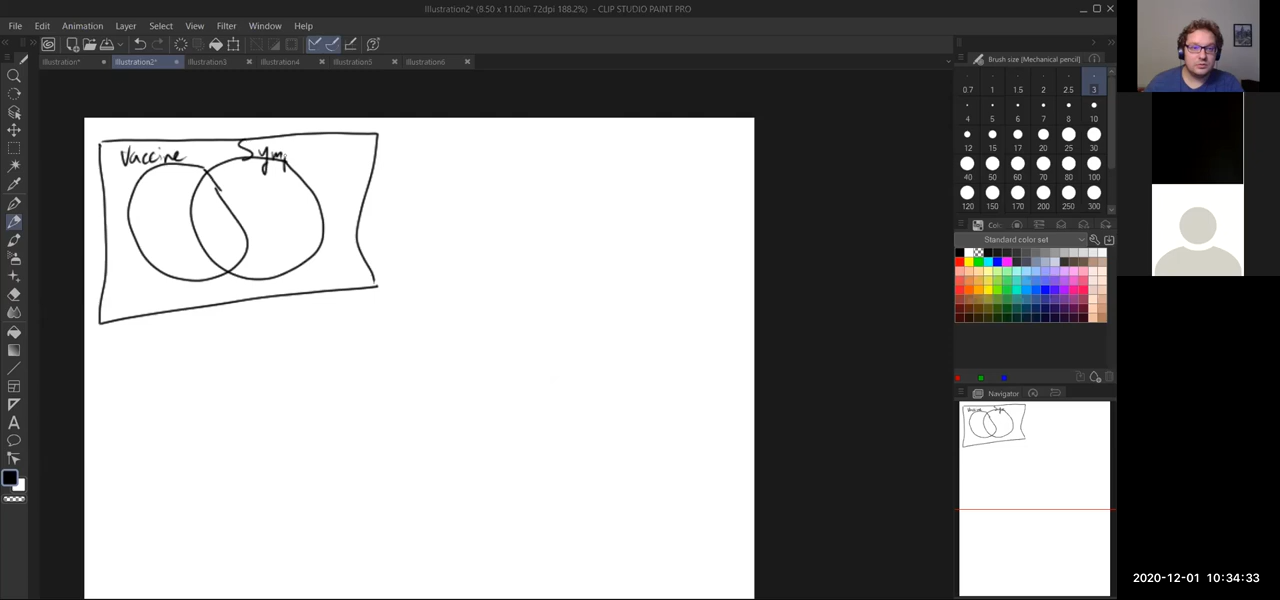 Illustration2* (8.50 x 11.00in 72dpi 188.2%) - CLIP STUDIO PAINT PRO
File Edit Animation Layer Select View Filter Window Help
Illustration* Illustration2* Illustration3 Illustration4 Illustration5 Illustration6
Brush size [Mechanical pencil]
0.7 1 1.5 2 2.5 3
4 5 6 7 8 10
12 15 17 20 25 30
40 50 60 70 80 100
120 150 170 200 250 300
Vaccine Symp
Standard color set
Navigator
2020-12-01 10:34:33